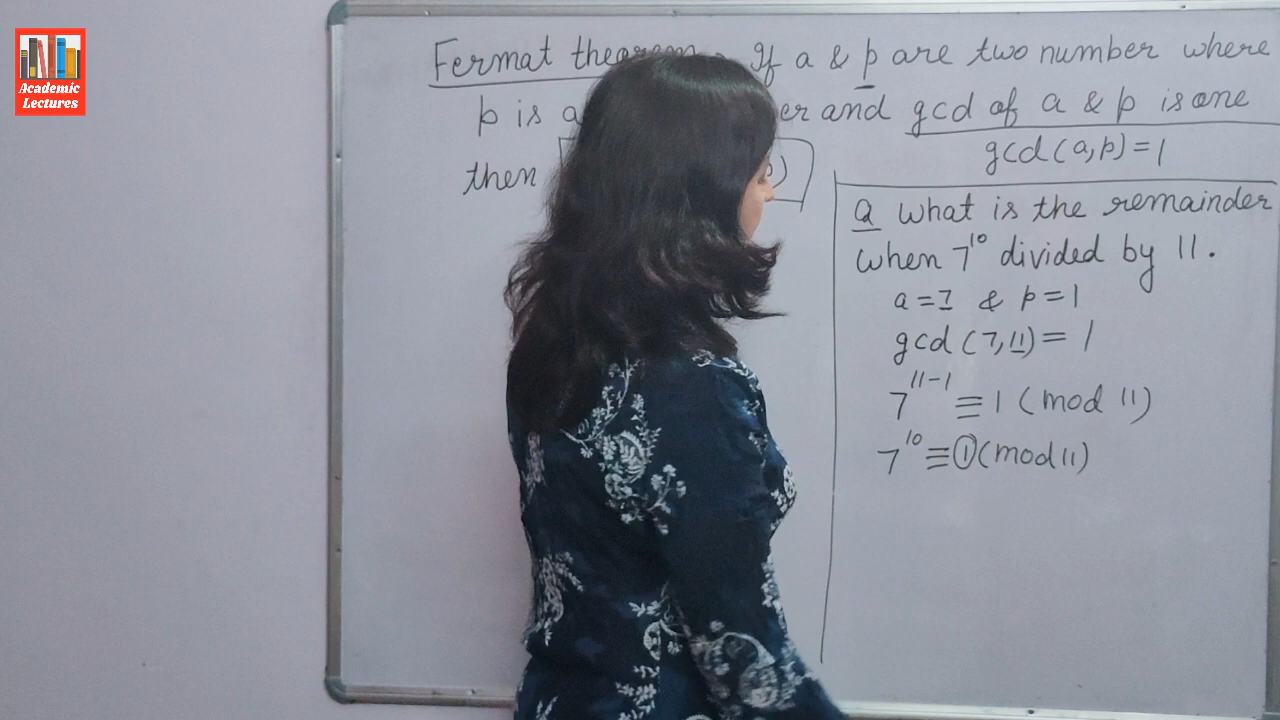 Academic
Lectures
Fermat theorem If a & p are two number where
p is a er and gcd of a & p is one
gcd (a,p) = 1
then )
Q What is the remainder
when 7^10 divided by 11.
a = 7 & p = 1
gcd (7,11) = 1
7^11-1 ≡ 1 (mod 11)
7^10 ≡ 1 (mod 11)